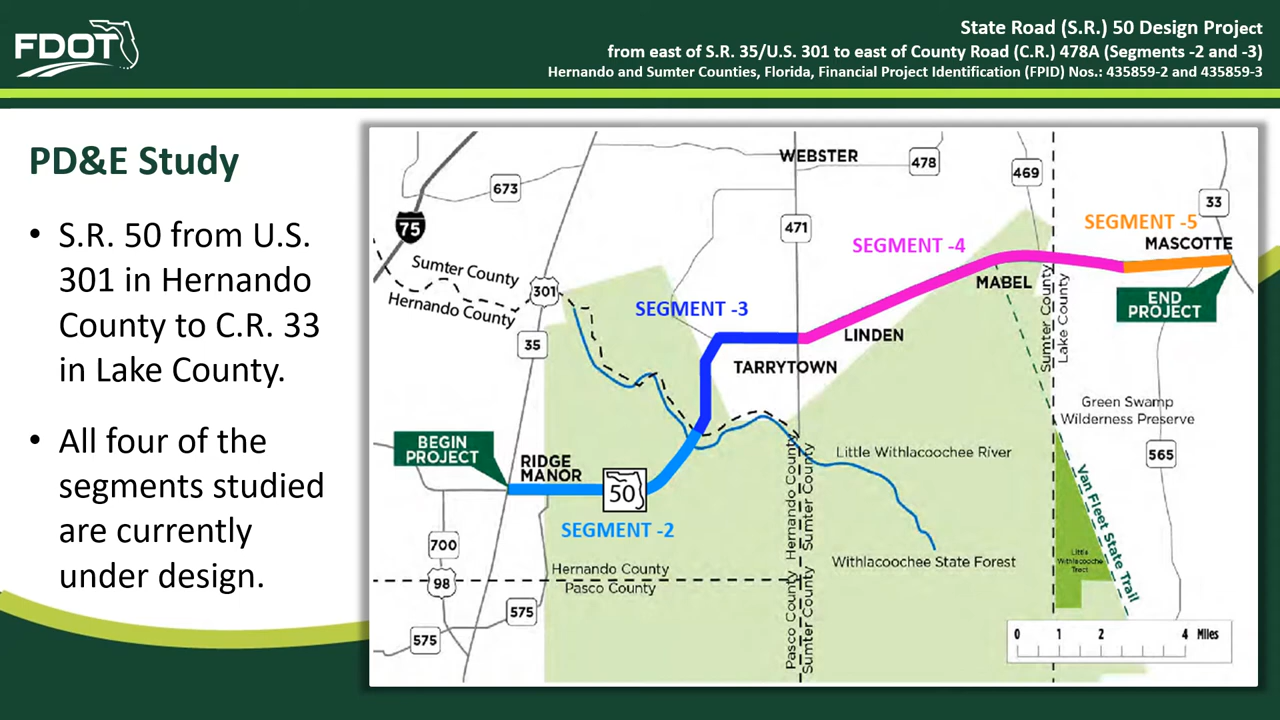 FDOT
State Road (S.R.) 50 Design Project
from east of S.R. 35/U.S. 301 to east of County Road (C.R.) 478A (Segments -2 and -3)
Hernando and Sumter Counties, Florida, Financial Project Identification (FPID) Nos.: 435859-2 and 435859-3
PD&E Study
• S.R. 50 from U.S.
301 in Hernando
County to C.R. 33
in Lake County.
• All four of the
segments studied
are currently
under design.
WEBSTER
478
469
673
33
75
471
SEGMENT -5
SEGMENT -4
MASCOTTE
Sumter County
Hernando County
301
MABEL
SEGMENT -3
END
PROJECT
Sumter County
Lake County
35
LINDEN
TARRYTOWN
Green Swamp
Wilderness Preserve
BEGIN
PROJECT
RIDGE
MANOR
50
Little Withlacoochee River
565
SEGMENT -2
Hernando County
Sumter County
Van Fleet State Trail
700
98
Hernando County
Pasco County
Withlacoochee State Forest
Little
Withlacoochee
Tract
575
575
Pasco County
Sumter County
0 1 2 4 Miles